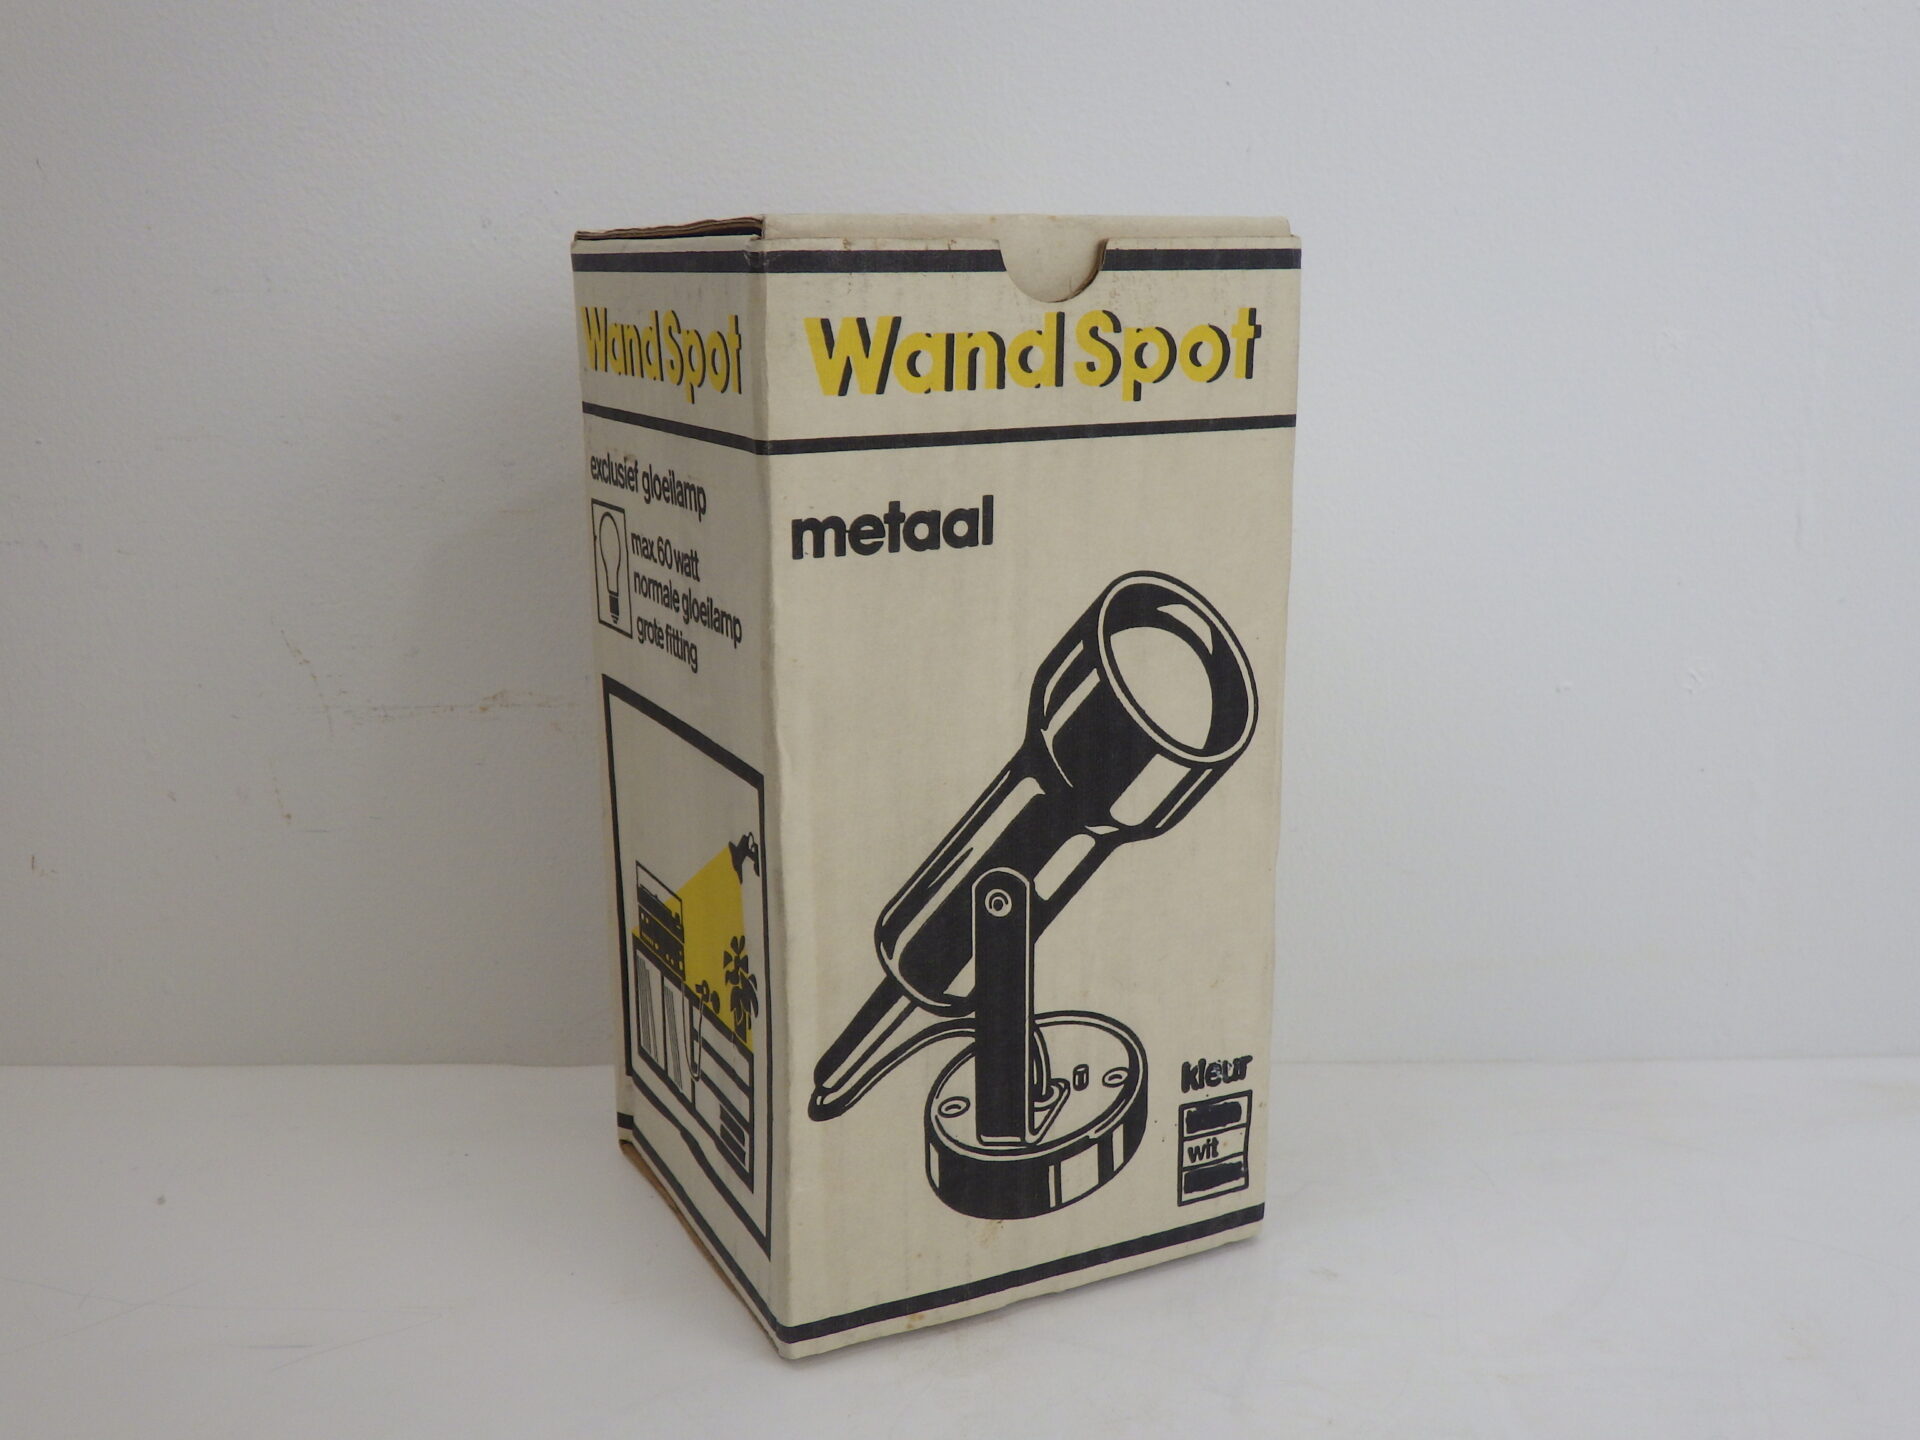 WandSpot
exclusief gloeilamp
max. 60 watt
normale gloeilamp
grote fitting
WandSpot
metaal
kleur
wit